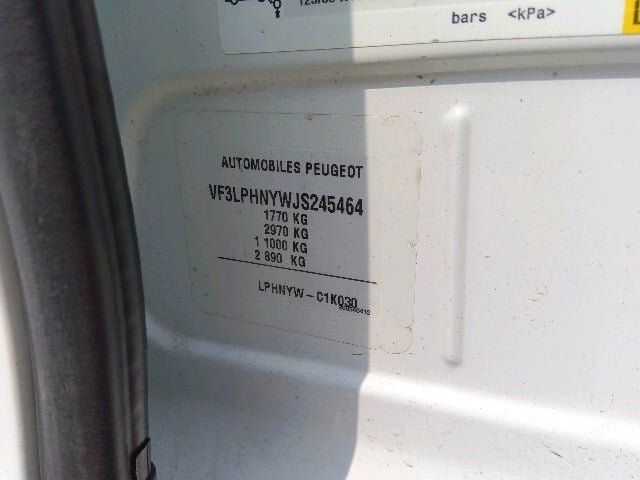 bars <kPa>
AUTOMOBILES PEUGEOT
VF3LPHNYWJS245464
1770 KG
2970 KG
1 1000 KG
2 890 KG
LPHNYW-C1K030